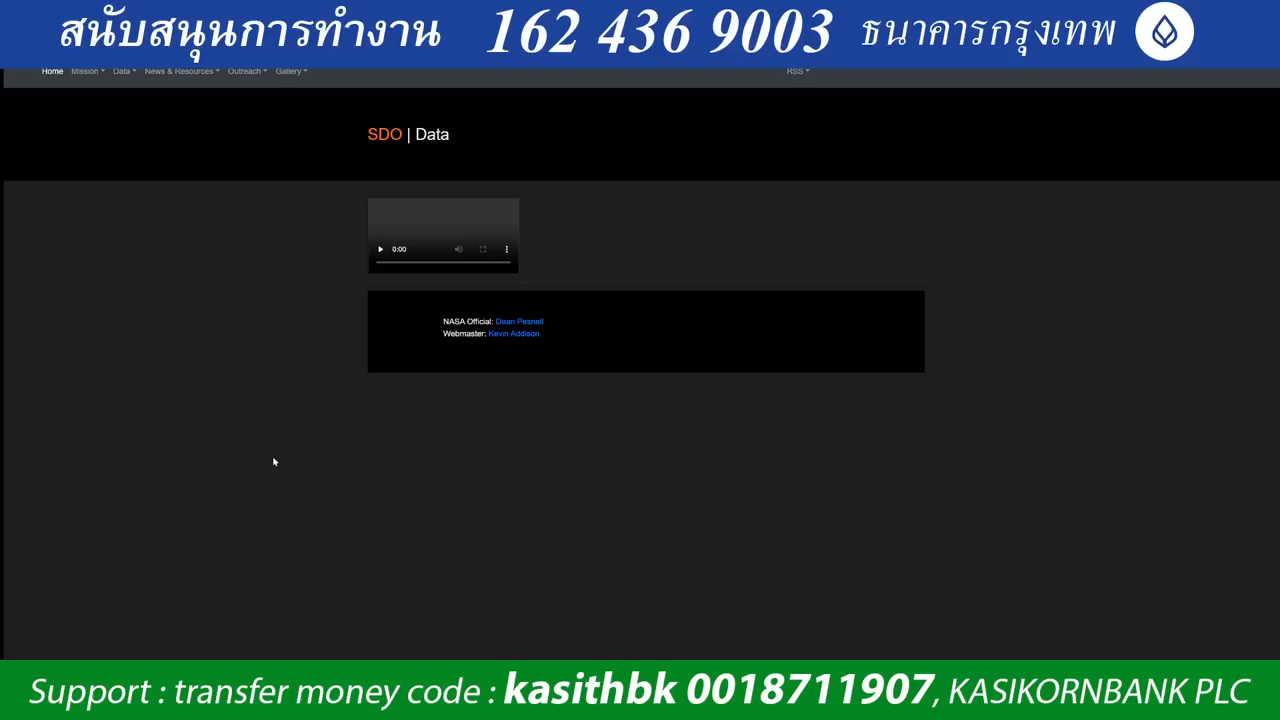 สนับสนุนการทำงาน 162 436 9003 ธนาคารกรุงเทพ
Home Mission Data News & Resources Outreach Gallery RSS
SDO | Data
0:00
NASA Official: Dean Pesnell
Webmaster: Kevin Addison
Support : transfer money code : kasithbk 0018711907, KASIKORNBANK PLC